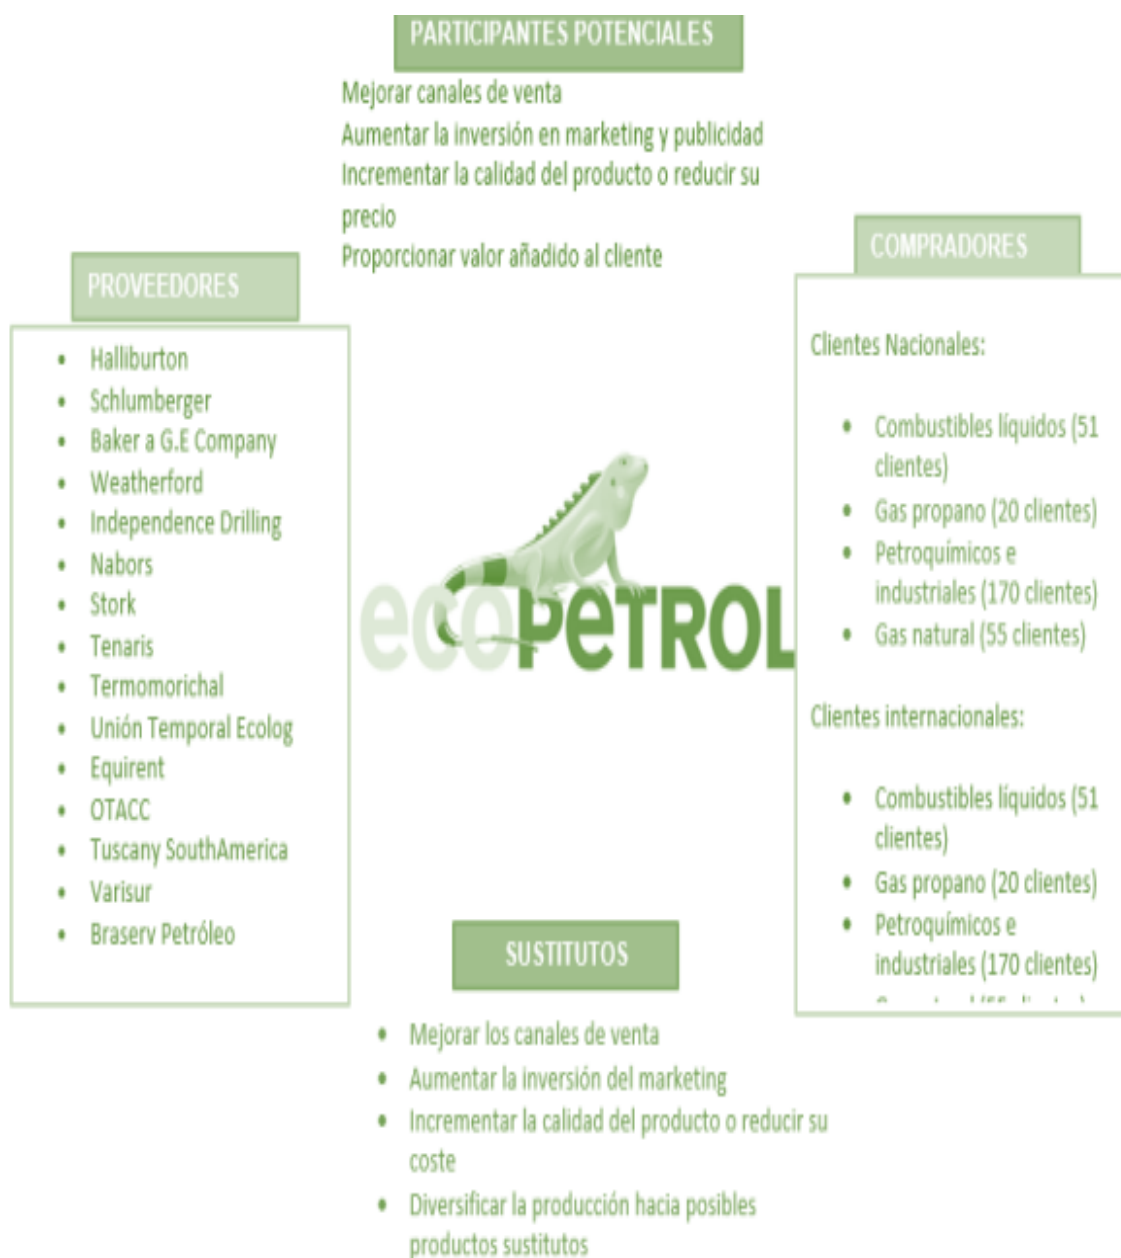 PARTICIPANTES POTENCIALES
Mejorar canales de venta
Aumentar la inversión en marketing y publicidad
Incrementar la calidad del producto o reducir su
precio
Proporcionar valor añadido al cliente
PROVEEDORES
• Halliburton
• Schlumberger
• Baker a G.E Company
• Weatherford
• Independence Drilling
• Nabors
• Stork
• Tenaris
• Termomorichal
• Unión Temporal Ecolog
• Equirent
• OTACC
• Tuscany SouthAmerica
• Varisur
• Braserv Petróleo
ecoPeTROL
COMPRADORES
Clientes Nacionales:
• Combustibles líquidos (51
clientes)
• Gas propano (20 clientes)
• Petroquímicos e
industriales (170 clientes)
• Gas natural (55 clientes)
Clientes internacionales:
• Combustibles líquidos (51
clientes)
• Gas propano (20 clientes)
• Petroquímicos e
industriales (170 clientes)
SUSTITUTOS
• Mejorar los canales de venta
• Aumentar la inversión del marketing
• Incrementar la calidad del producto o reducir su
coste
• Diversificar la producción hacia posibles
productos sustitutos